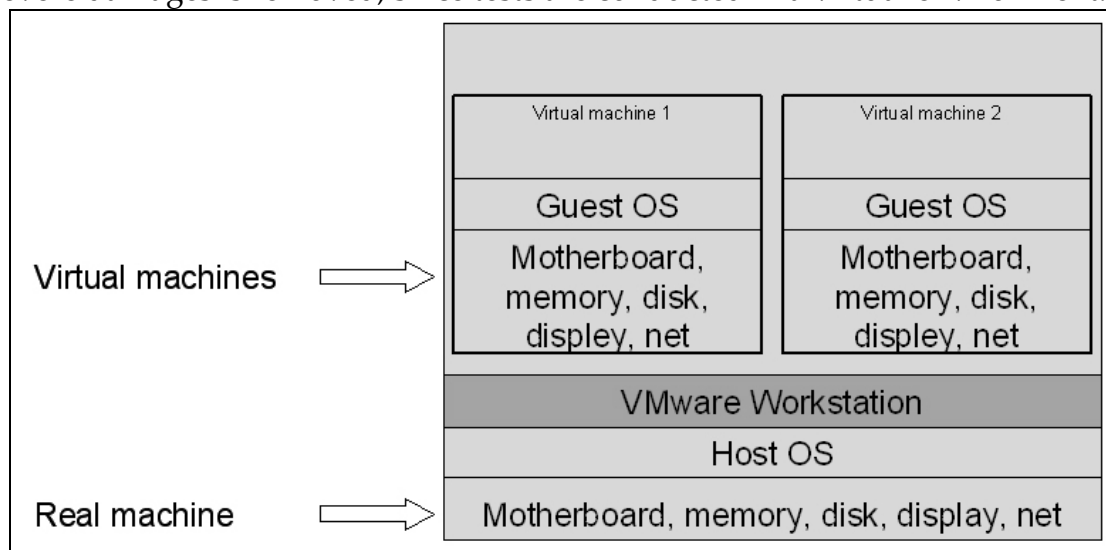 Virtual machine 1
Virtual machine 2
Guest OS
Guest OS
Motherboard,
memory, disk,
displey, net
Motherboard,
memory, disk,
displey, net
Virtual machines
VMware Workstation
Host OS
Real machine
Motherboard, memory, disk, display, net